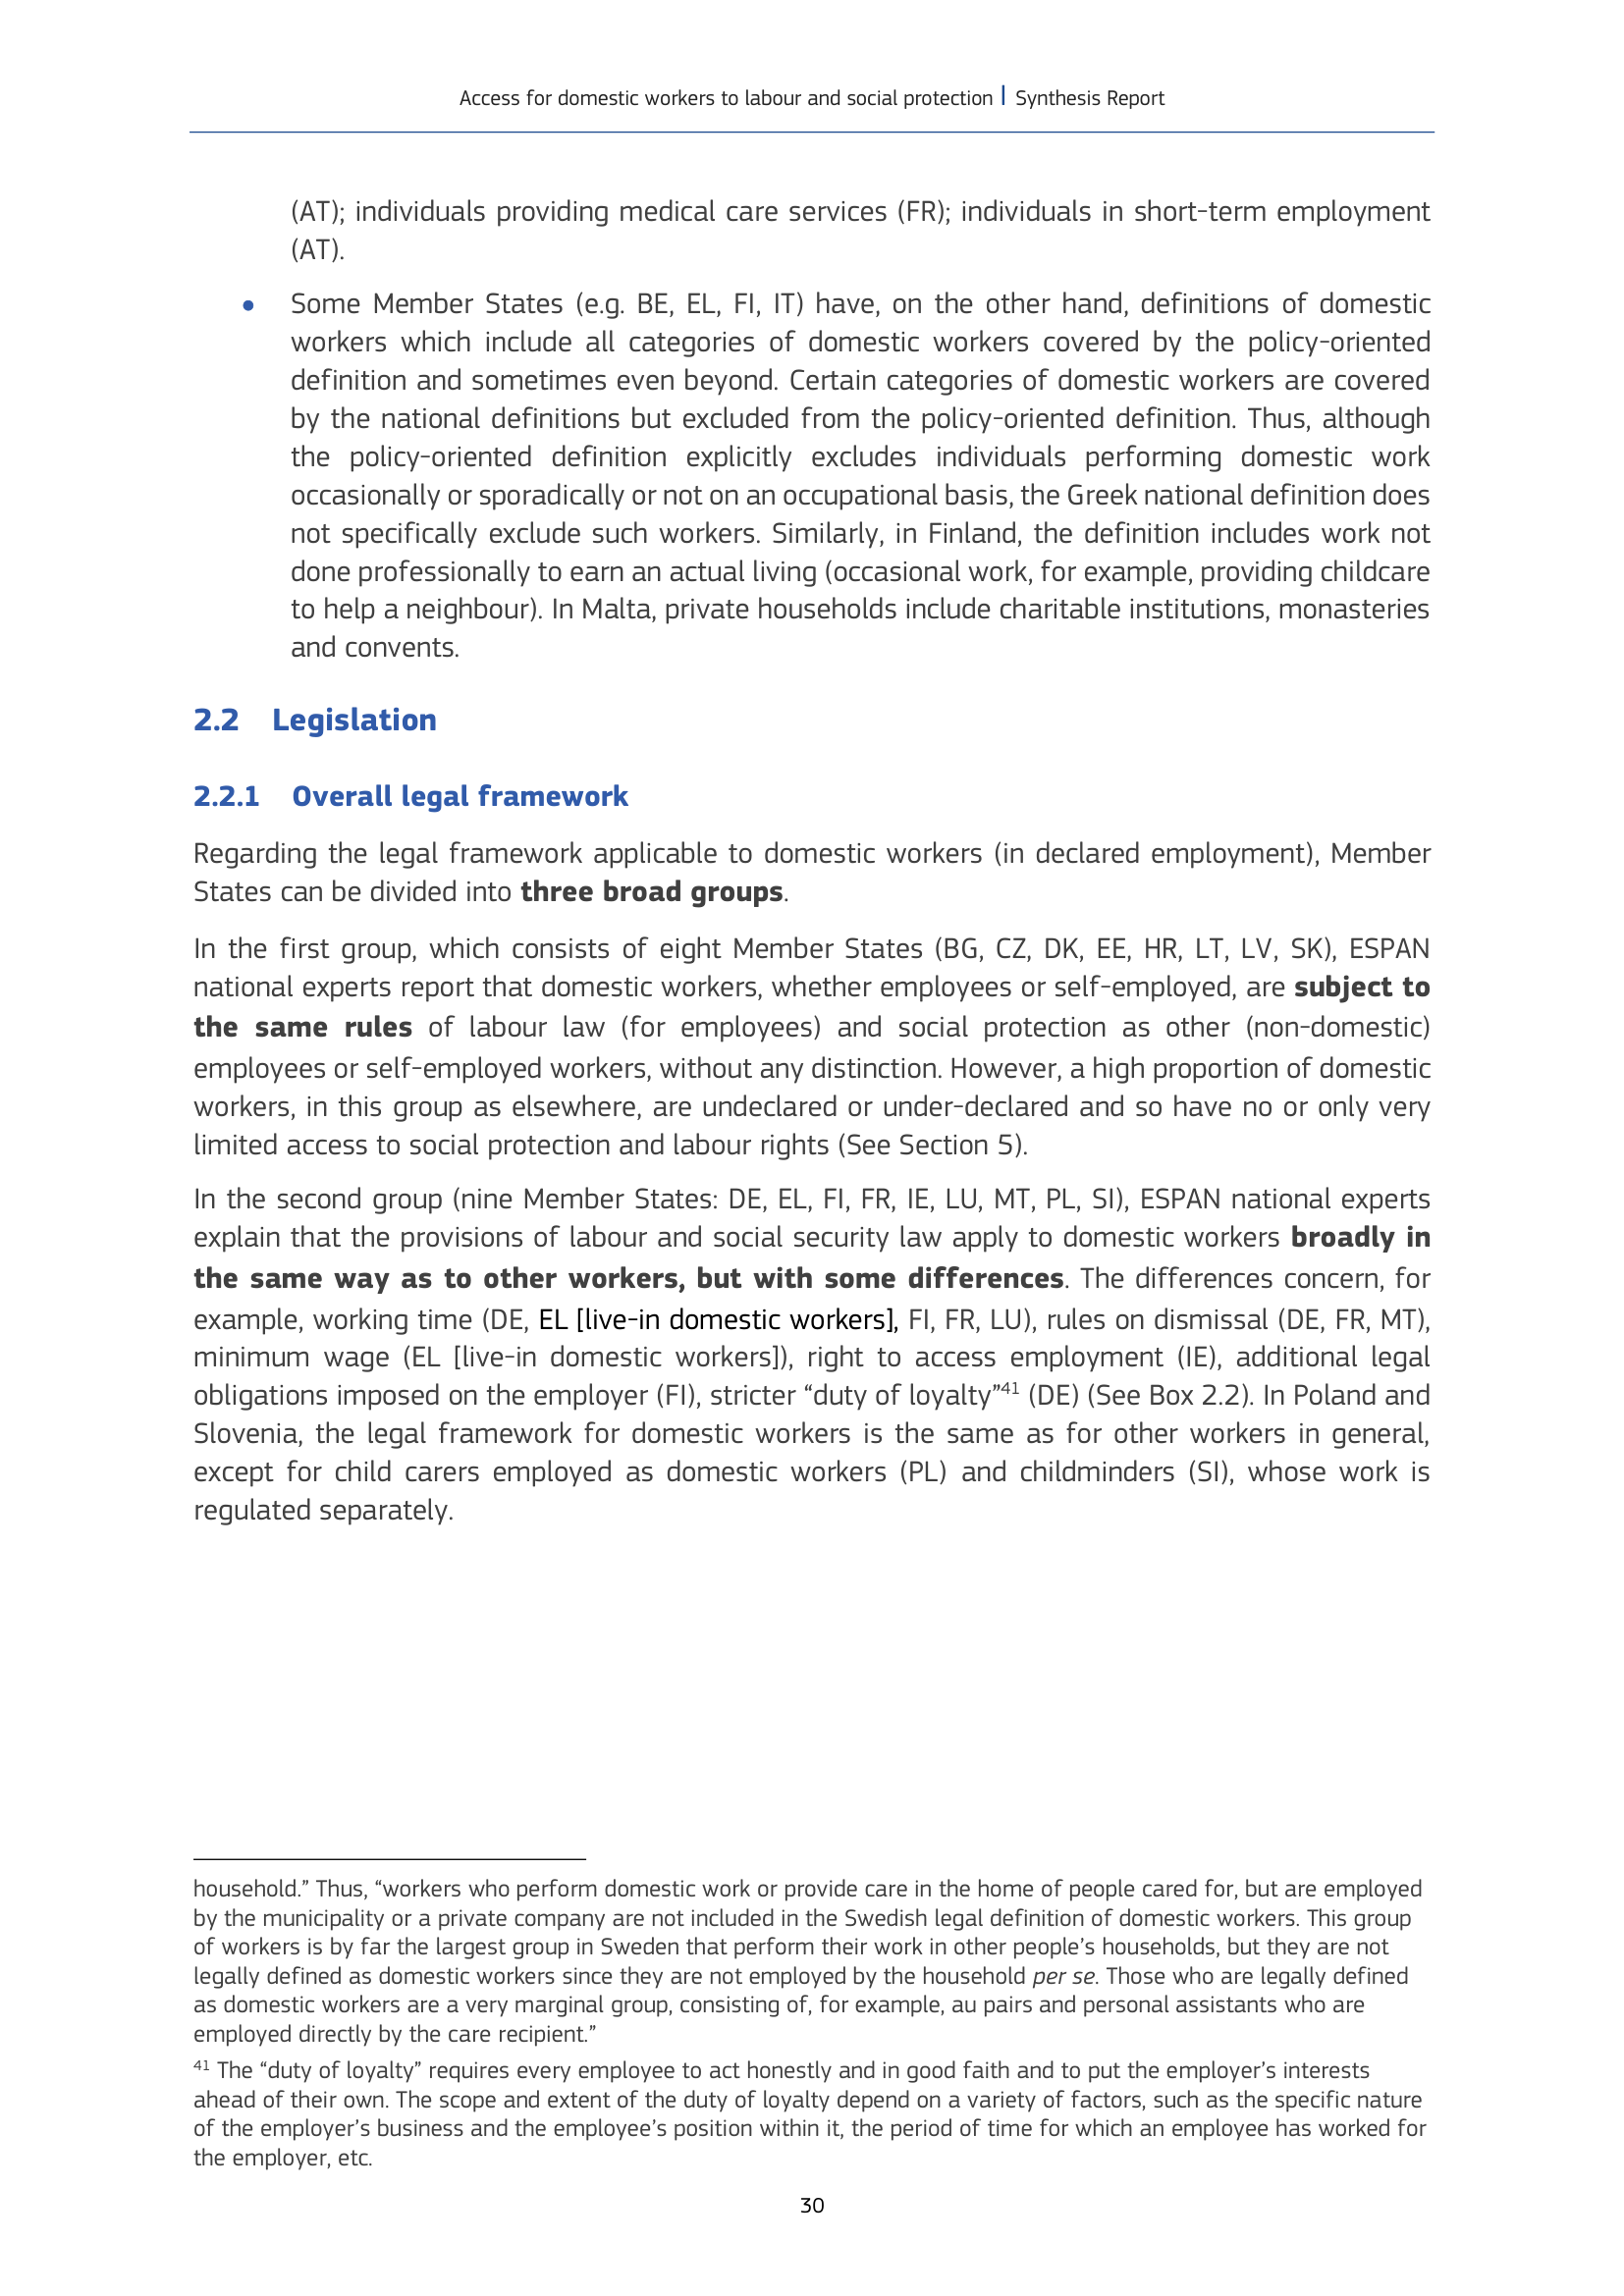 Access for domestic workers to labour and social protection | Synthesis Report
(AT); individuals providing medical care services (FR); individuals in short-term employment
(AT).
• Some Member States (e.g. BE, EL, FI, IT) have, on the other hand, definitions of domestic
workers which include all categories of domestic workers covered by the policy-oriented
definition and sometimes even beyond. Certain categories of domestic workers are covered
by the national definitions but excluded from the policy-oriented definition. Thus, although
the policy-oriented definition explicitly excludes individuals performing domestic work
occasionally or sporadically or not on an occupational basis, the Greek national definition does
not specifically exclude such workers. Similarly, in Finland, the definition includes work not
done professionally to earn an actual living (occasional work, for example, providing childcare
to help a neighbour). In Malta, private households include charitable institutions, monasteries
and convents.
2.2 Legislation
2.2.1 Overall legal framework
Regarding the legal framework applicable to domestic workers (in declared employment), Member
States can be divided into three broad groups.
In the first group, which consists of eight Member States (BG, CZ, DK, EE, HR, LT, LV, SK), ESPAN
national experts report that domestic workers, whether employees or self-employed, are subject to
the same rules of labour law (for employees) and social protection as other (non-domestic)
employees or self-employed workers, without any distinction. However, a high proportion of domestic
workers, in this group as elsewhere, are undeclared or under-declared and so have no or only very
limited access to social protection and labour rights (See Section 5).
In the second group (nine Member States: DE, EL, FI, FR, IE, LU, MT, PL, SI), ESPAN national experts
explain that the provisions of labour and social security law apply to domestic workers broadly in
the same way as to other workers, but with some differences. The differences concern, for
example, working time (DE, EL [live-in domestic workers], FI, FR, LU), rules on dismissal (DE, FR, MT),
minimum wage (EL [live-in domestic workers]), right to access employment (IE), additional legal
obligations imposed on the employer (FI), stricter “duty of loyalty”41 (DE) (See Box 2.2). In Poland and
Slovenia, the legal framework for domestic workers is the same as for other workers in general,
except for child carers employed as domestic workers (PL) and childminders (SI), whose work is
regulated separately.
household.” Thus, “workers who perform domestic work or provide care in the home of people cared for, but are employed
by the municipality or a private company are not included in the Swedish legal definition of domestic workers. This group
of workers is by far the largest group in Sweden that perform their work in other people’s households, but they are not
legally defined as domestic workers since they are not employed by the household per se. Those who are legally defined
as domestic workers are a very marginal group, consisting of, for example, au pairs and personal assistants who are
employed directly by the care recipient.”
41 The “duty of loyalty” requires every employee to act honestly and in good faith and to put the employer’s interests
ahead of their own. The scope and extent of the duty of loyalty depend on a variety of factors, such as the specific nature
of the employer’s business and the employee’s position within it, the period of time for which an employee has worked for
the employer, etc.
30